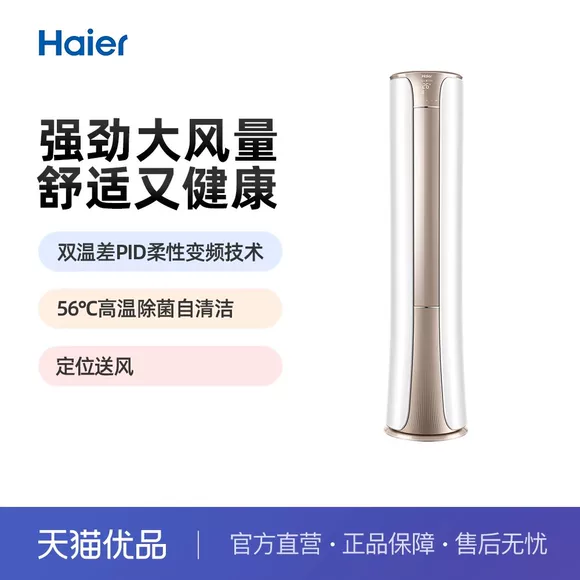 Haier
强劲大风量
舒适又健康
双温差PID柔性变频技术
56℃高温除菌自清洁
定位送风
Haier
26°
天猫优品
官方直营·正品保障·售后无忧